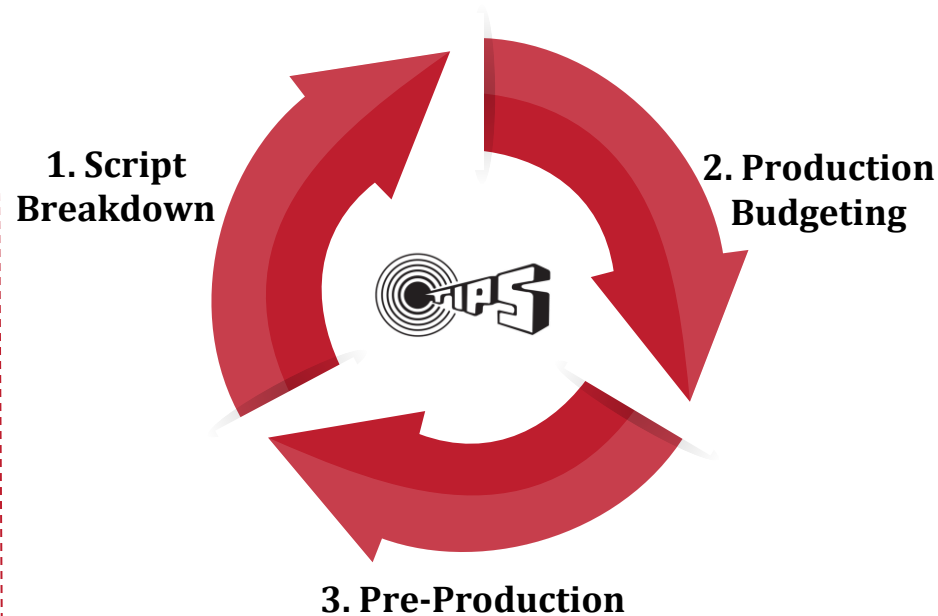 1. Script
Breakdown
2. Production
Budgeting
TIPS
3. Pre-Production